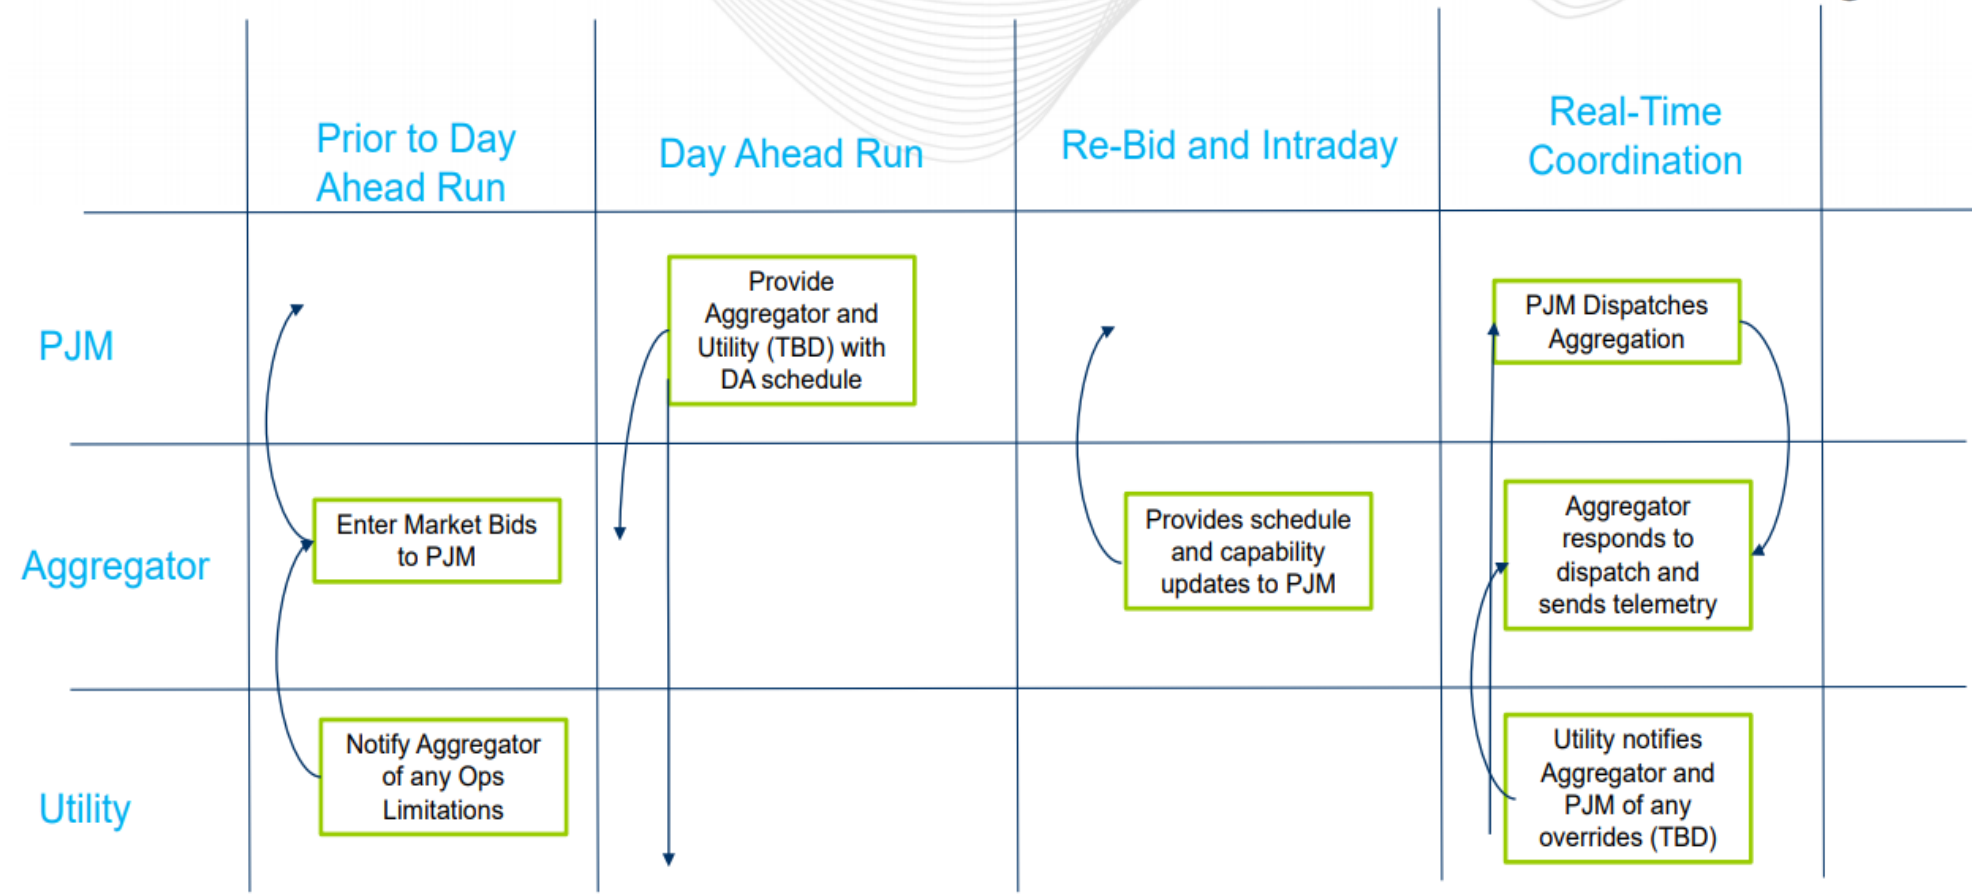 Prior to Day
Ahead Run
Day Ahead Run
Re-Bid and Intraday
Real-Time
Coordination
PJM
Provide
Aggregator and
Utility (TBD) with
DA schedule
PJM Dispatches
Aggregation
Aggregator
Enter Market Bids
to PJM
Provides schedule
and capability
updates to PJM
Aggregator
responds to
dispatch and
sends telemetry
Utility
Notify Aggregator
of any Ops
Limitations
Utility notifies
Aggregator and
PJM of any
overrides (TBD)